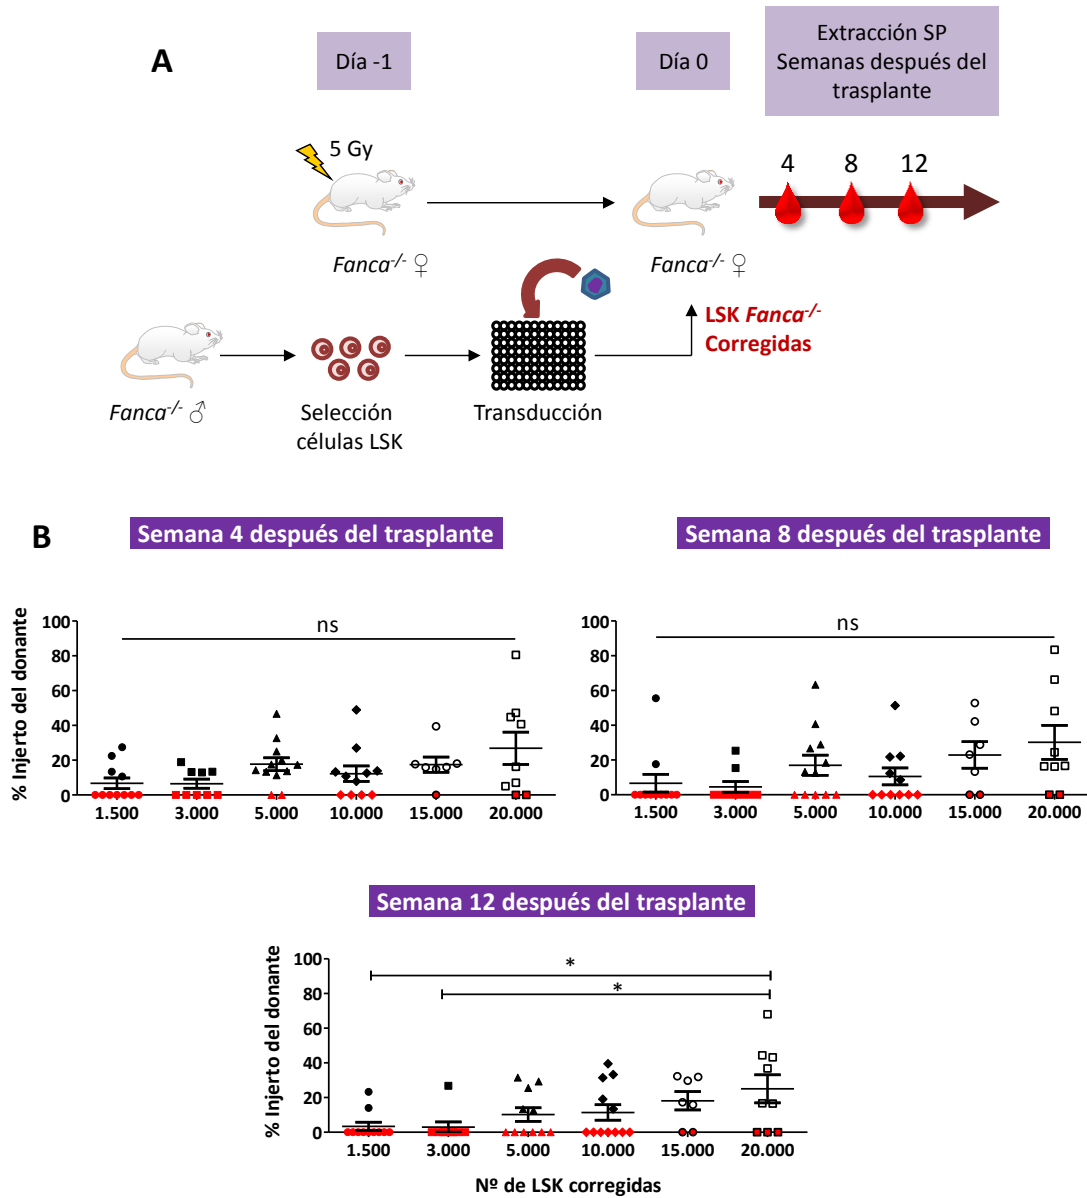 A
Día -1
Día 0
Extracción SP
Semanas después del
trasplante
5 Gy
4
8
12
Fanca-/- ♀
Fanca-/- ♀
LSK Fanca-/-
Corregidas
Fanca-/- ♂
Selección
células LSK
Transducción
B
Semana 4 después del trasplante
% Injerto del donante
100
80
60
40
20
0
ns
1.500 3.000 5.000 10.000 15.000 20.000
Semana 8 después del trasplante
100
80
60
40
20
0
ns
1.500 3.000 5.000 10.000 15.000 20.000
Semana 12 después del trasplante
% Injerto del donante
100
80
60
40
20
0
*
*
1.500 3.000 5.000 10.000 15.000 20.000
Nº de LSK corregidas